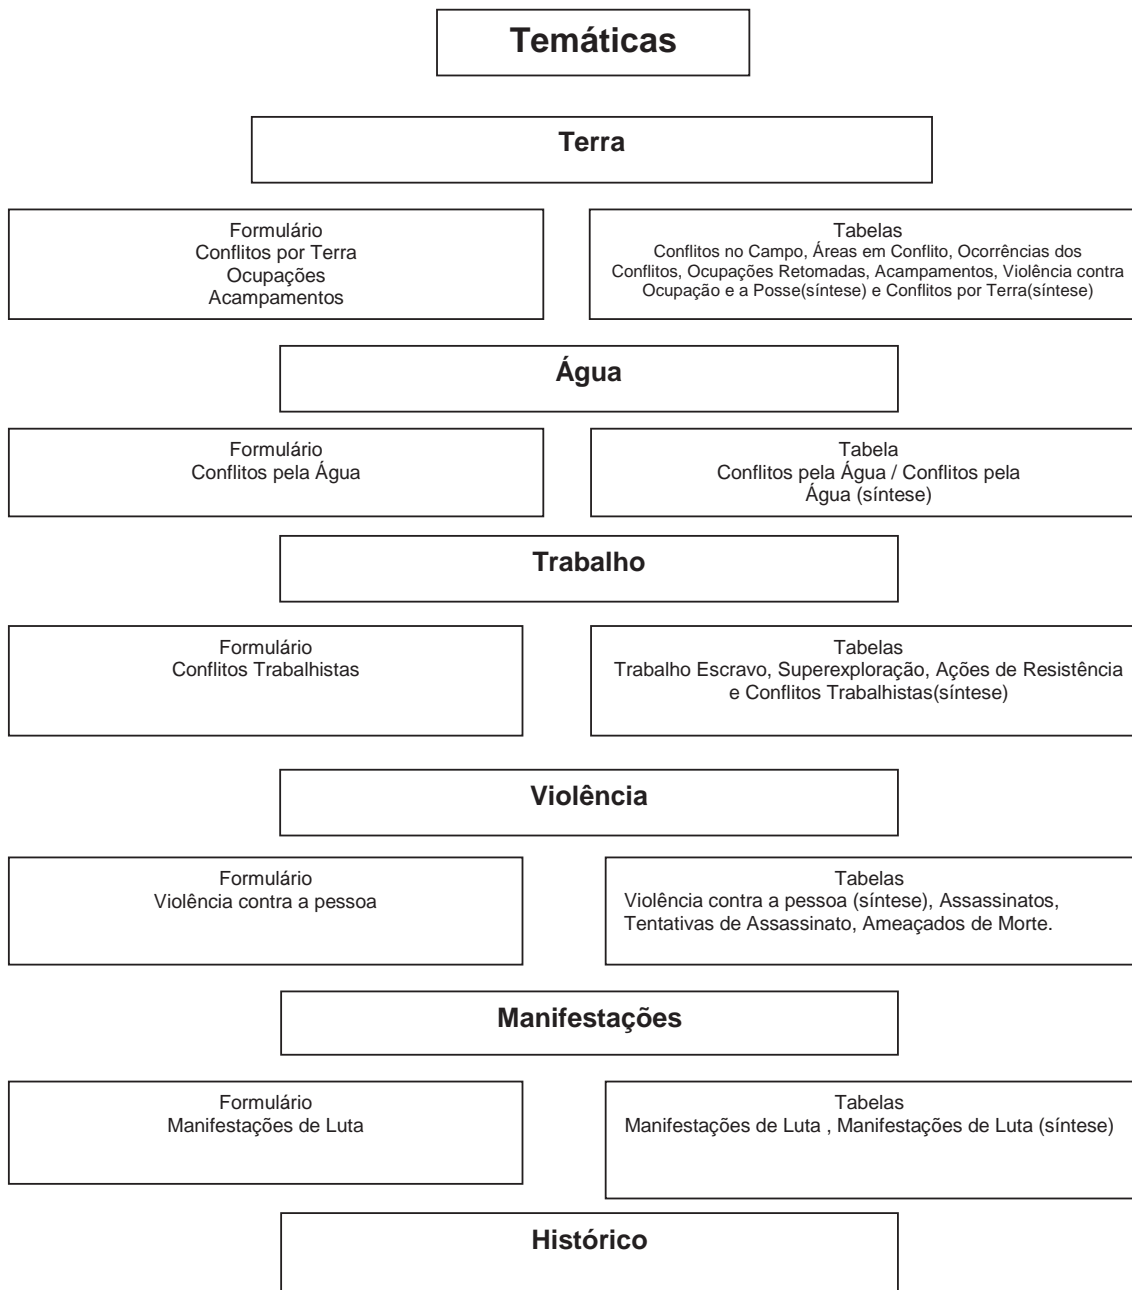 Temáticas
Terra
Formulário
Conflitos por Terra
Ocupações
Acampamentos
Tabelas
Conflitos no Campo, Áreas em Conflito, Ocorrências dos
Conflitos, Ocupações Retomadas, Acampamentos, Violência contra
Ocupação e a Posse(síntese) e Conflitos por Terra(síntese)
Água
Formulário
Conflitos pela Água
Tabela
Conflitos pela Água / Conflitos pela
Água (síntese)
Trabalho
Formulário
Conflitos Trabalhistas
Tabelas
Trabalho Escravo, Superexploração, Ações de Resistência
e Conflitos Trabalhistas(síntese)
Violência
Formulário
Violência contra a pessoa
Tabelas
Violência contra a pessoa (síntese), Assassinatos,
Tentativas de Assassinato, Ameaçados de Morte.
Manifestações
Formulário
Manifestações de Luta
Tabelas
Manifestações de Luta , Manifestações de Luta (síntese)
Histórico